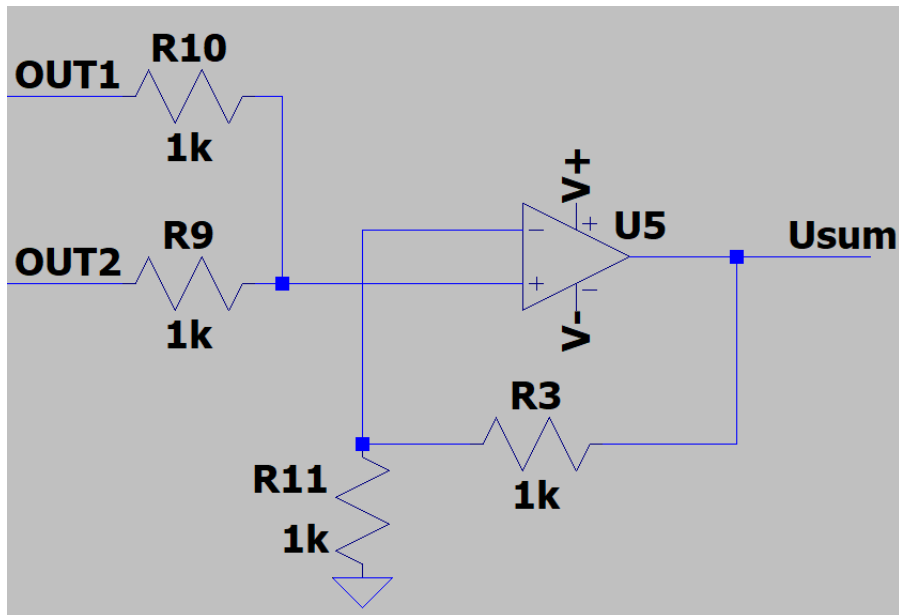 R10
OUT1
1k
R9
OUT2
1k
V+
U5
Usum
+
−
+
−
V-
R3
1k
R11
1k